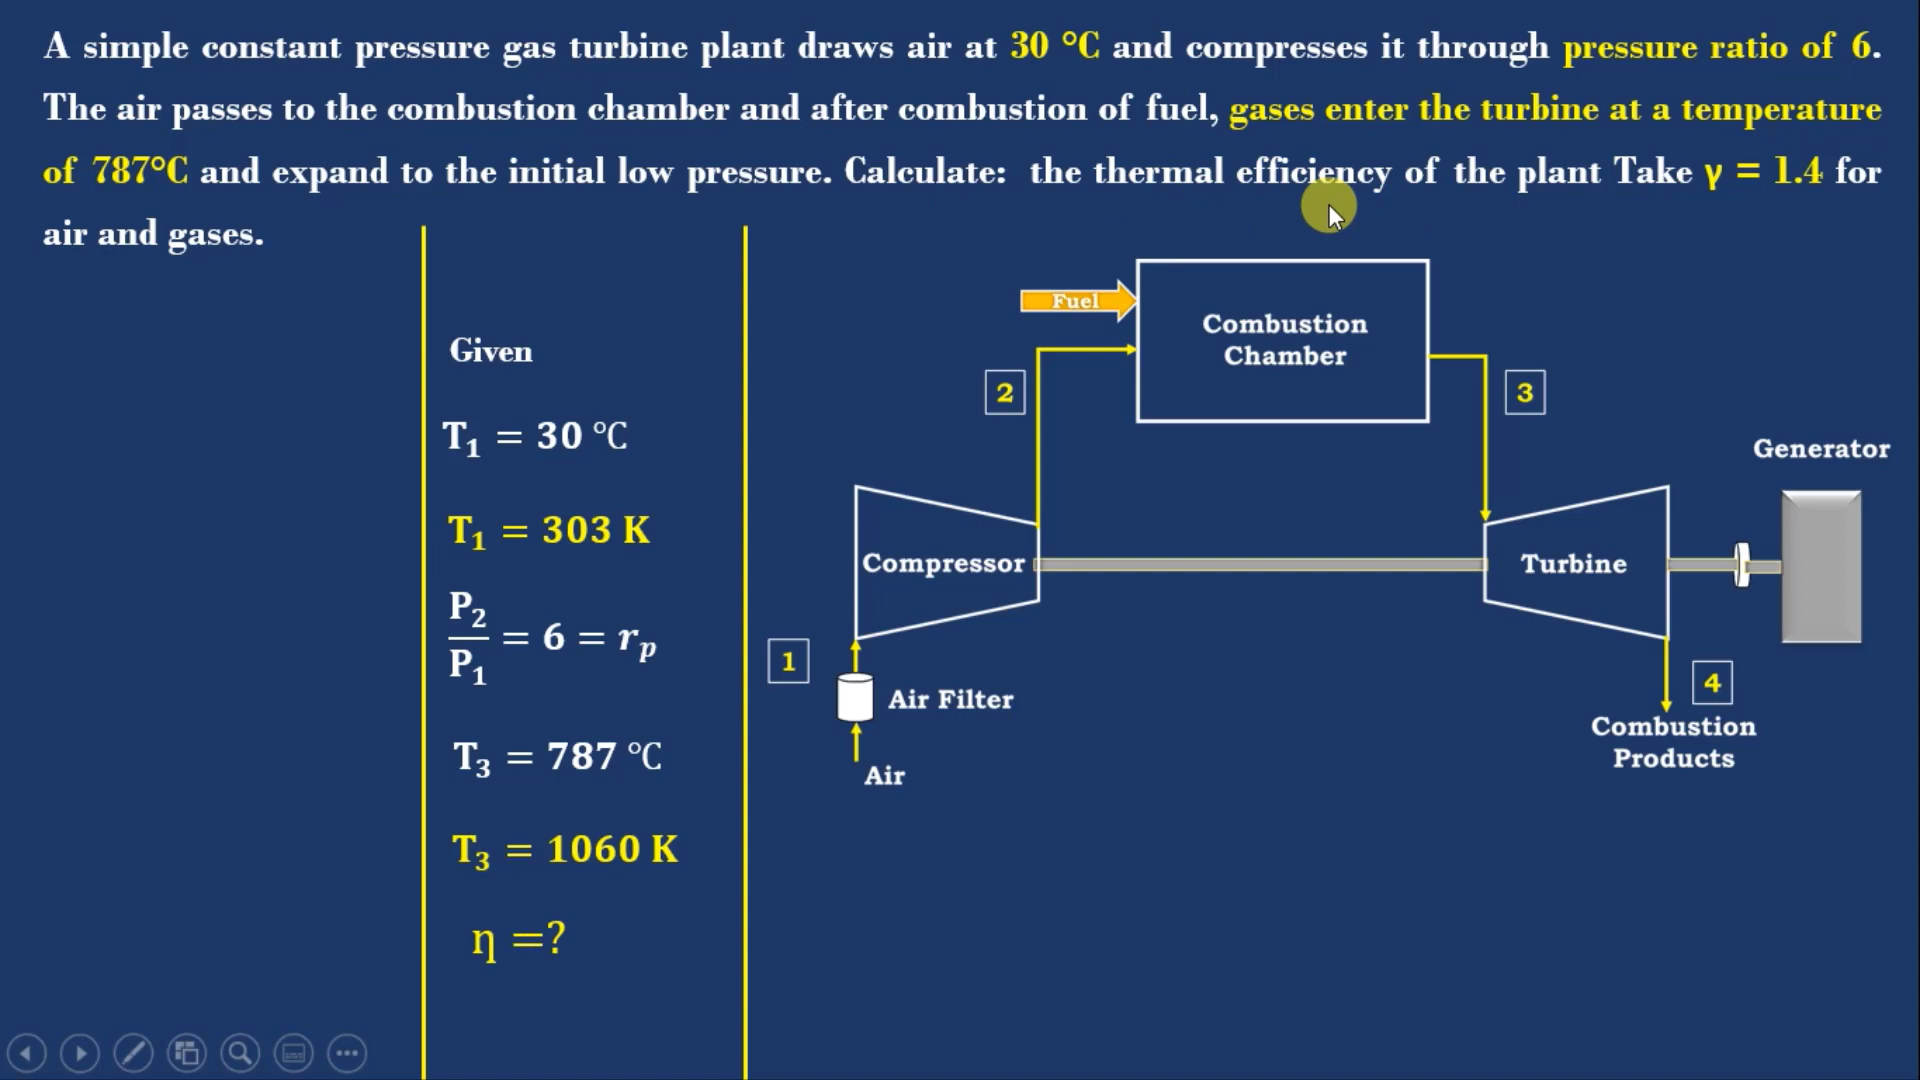 A simple constant pressure gas turbine plant draws air at 30 °C and compresses it through pressure ratio of 6.
The air passes to the combustion chamber and after combustion of fuel, gases enter the turbine at a temperature
of 787°C and expand to the initial low pressure. Calculate: the thermal efficiency of the plant Take γ = 1.4 for
air and gases.
Given
T₁ = 30 °C
T₁ = 303 K
P₂/P₁ = 6 = rₚ
T₃ = 787 °C
T₃ = 1060 K
η =?
Fuel
Combustion
Chamber
2
3
Generator
Compressor
Turbine
1
Air Filter
Air
4
Combustion
Products